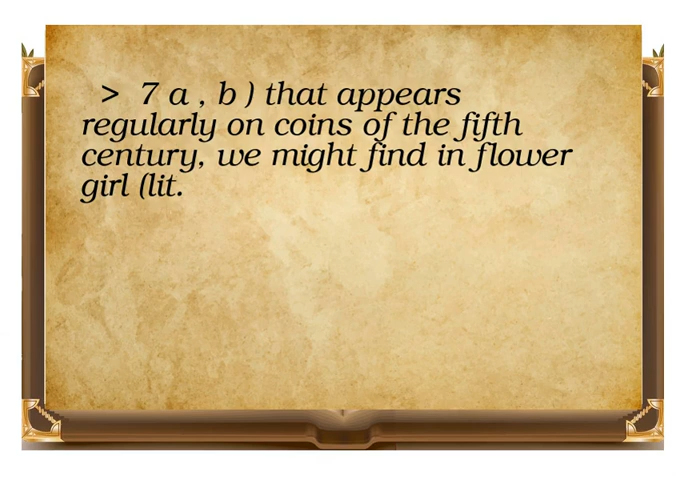 > 7 a , b ) that appears
regularly on coins of the fifth
century, we might find in flower
girl (lit.